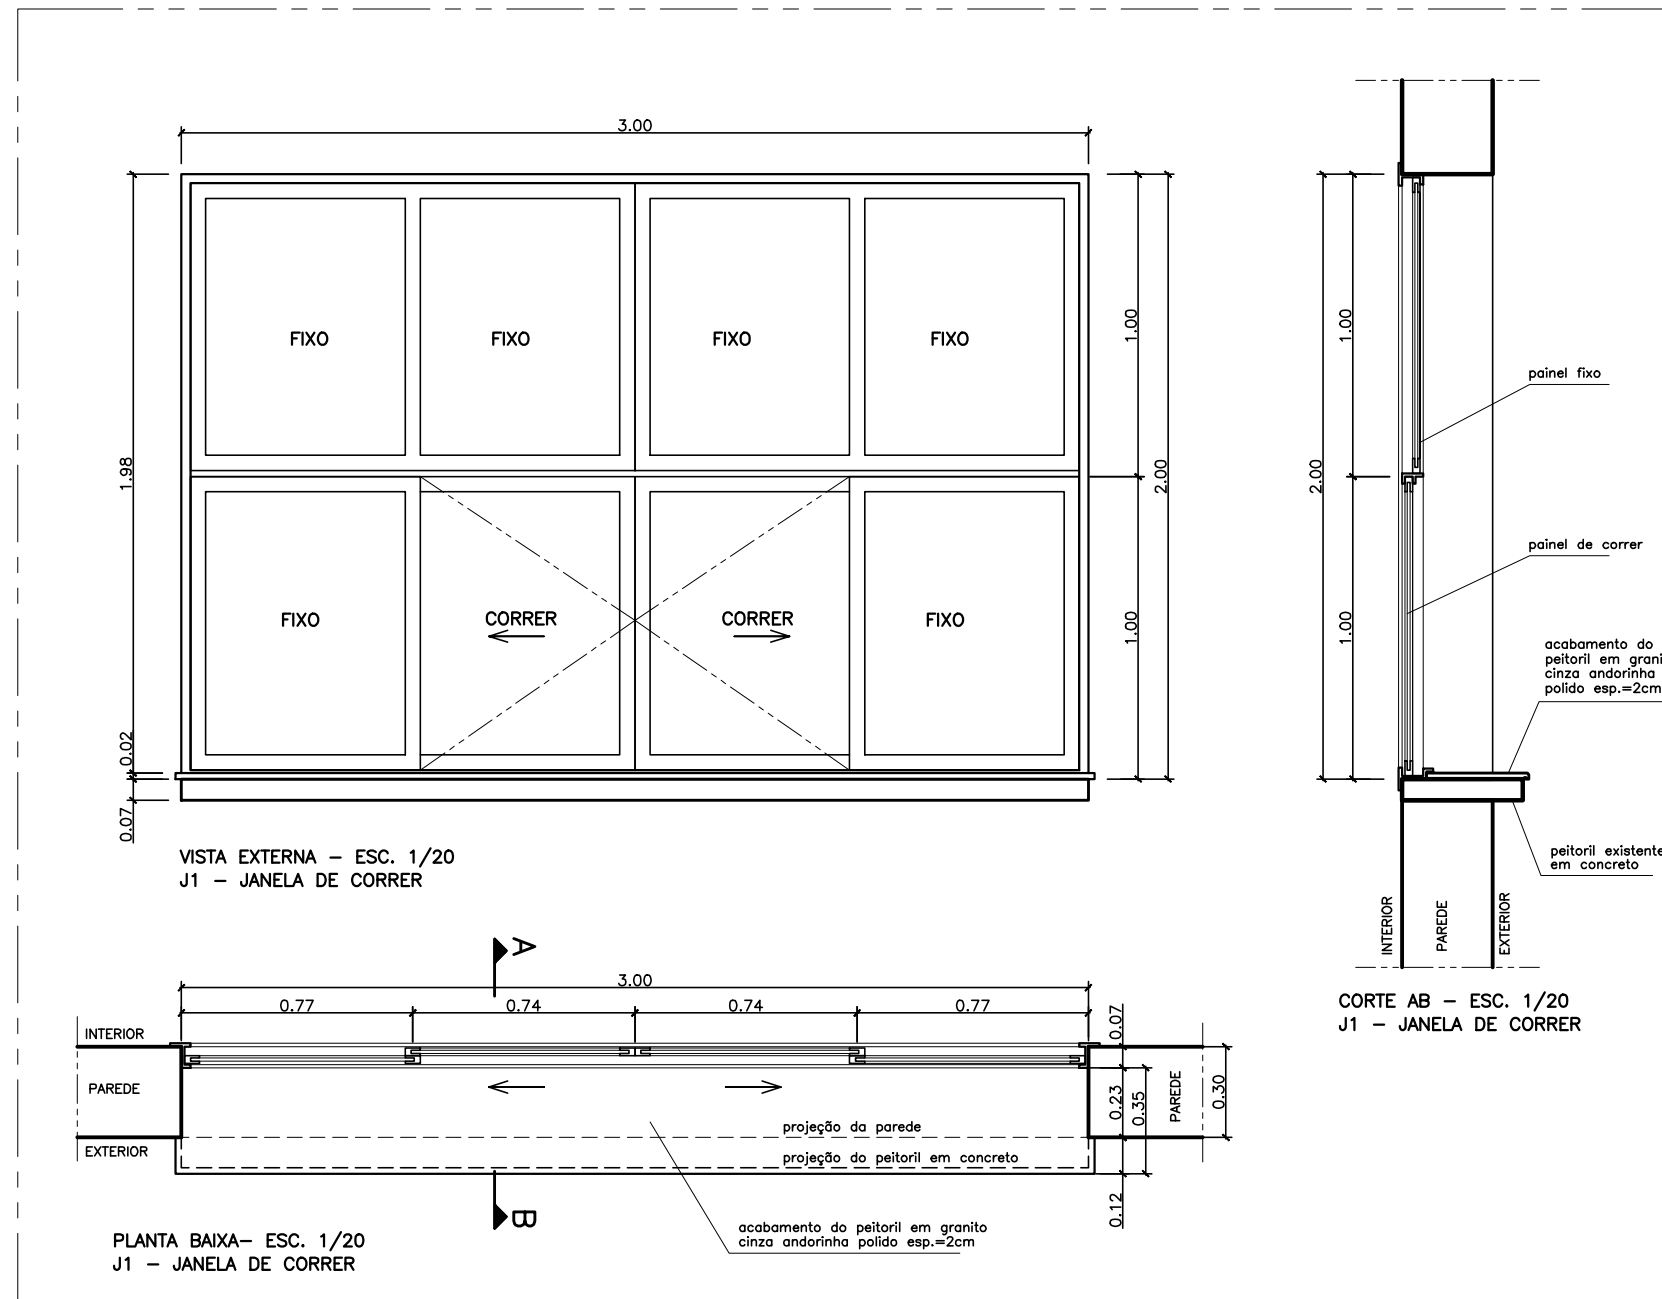 3.00
FIXO FIXO FIXO FIXO
1.98
1.00
2.00
FIXO CORRER CORRER FIXO
1.00
0.02
0.07
VISTA EXTERNA - ESC. 1/20
J1 - JANELA DE CORRER
2.00
1.00
1.00
painel fixo
painel de correr
acabamento do
peitoril em grani
cinza andorinha
polido esp.=2cm
peitoril existente
em concreto
INTERIOR
PAREDE
EXTERIOR
CORTE AB - ESC. 1/20
J1 - JANELA DE CORRER
A
3.00
0.77 0.74 0.74 0.77
INTERIOR
PAREDE
EXTERIOR
0.07
0.23
0.35
PAREDE
0.30
0.12
projeção da parede
projeção do peitoril em concreto
B
acabamento do peitoril em granito
cinza andorinha polido esp.=2cm
PLANTA BAIXA- ESC. 1/20
J1 - JANELA DE CORRER